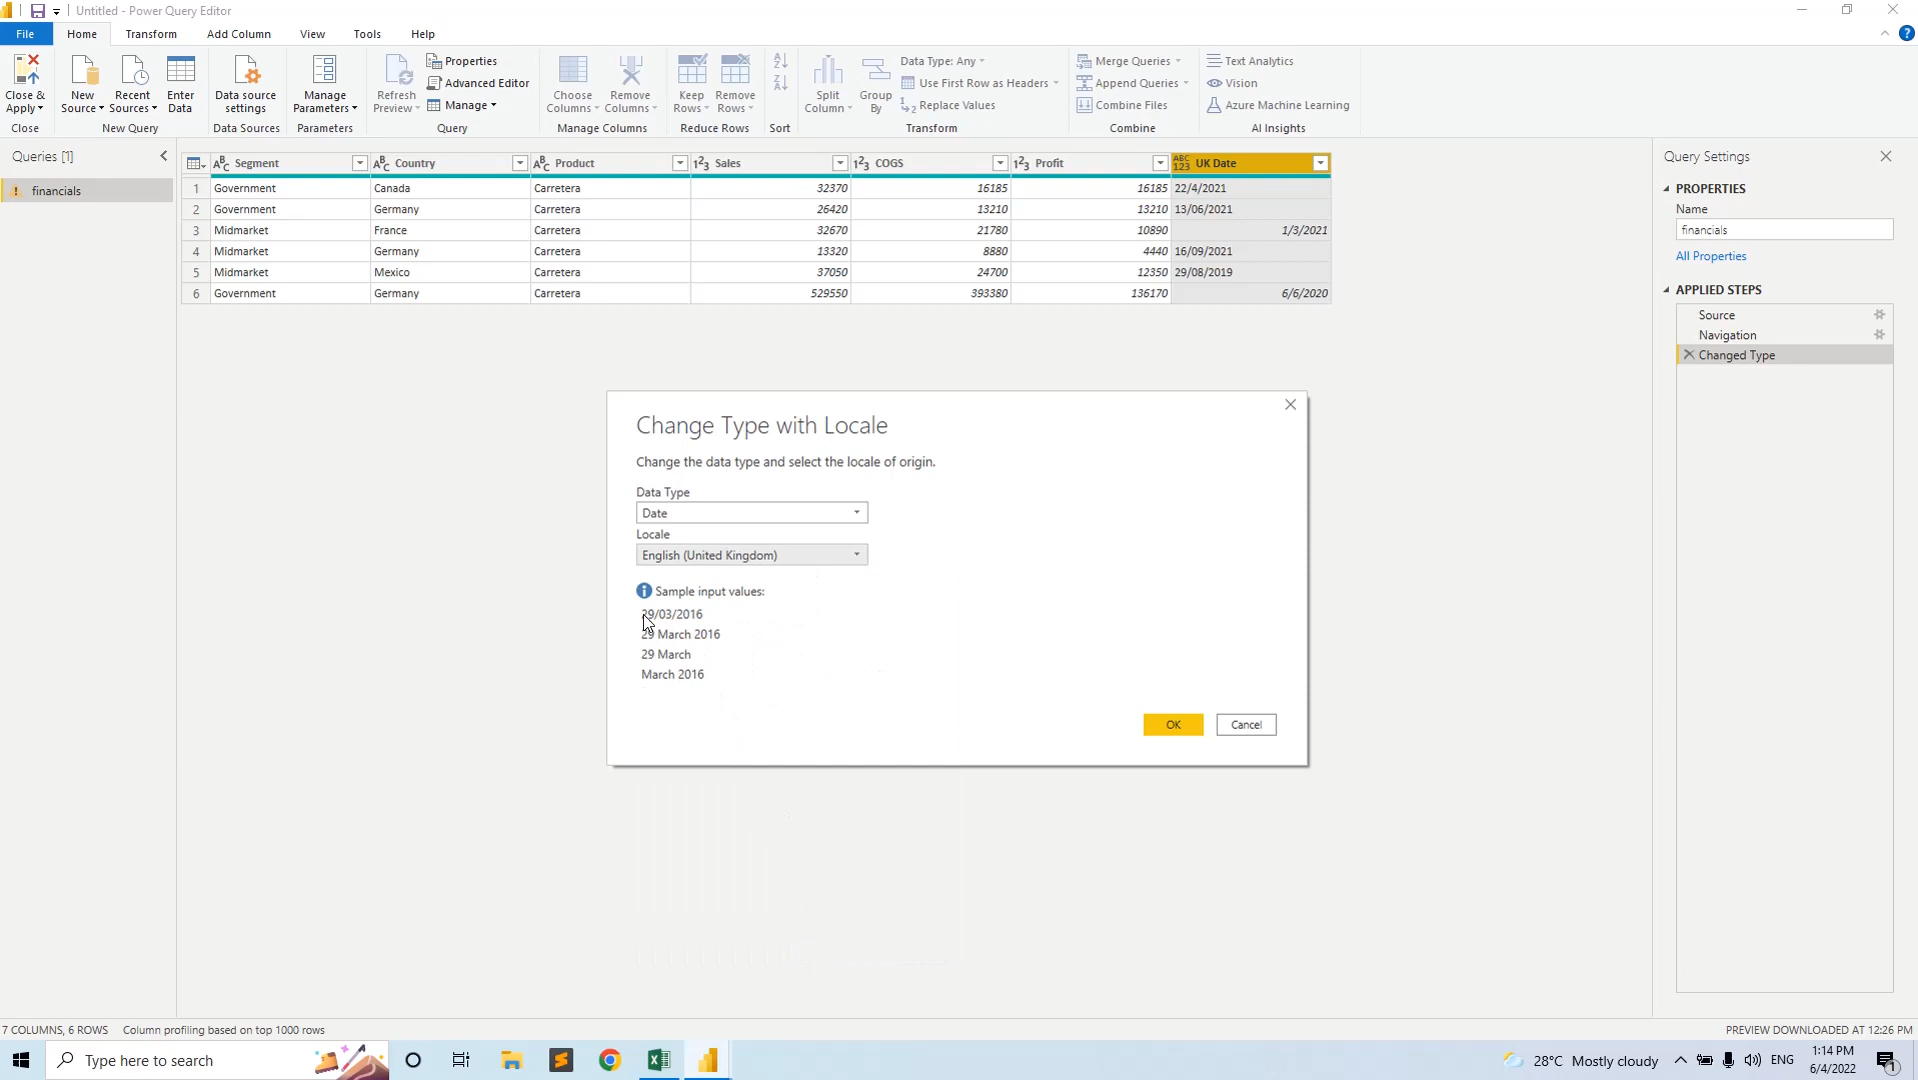 Untitled - Power Query Editor
File Home Transform Add Column View Tools Help
Close & Apply
New Source
Recent Sources
Enter Data
Data source settings
Manage Parameters
Refresh Preview
Properties
Advanced Editor
Manage
Choose Columns
Remove Columns
Keep Rows
Remove Rows
Split Column
Group By
Data Type: Any
Use First Row as Headers
Replace Values
Merge Queries
Append Queries
Combine Files
Text Analytics
Vision
Azure Machine Learning
Close New Query Data Sources Parameters Query Manage Columns Reduce Rows Sort Transform Combine AI Insights
Queries [1]
financials
Segment Country Product Sales COGS Profit UK Date
1 Government Canada Carretera 32370 16185 16185 22/4/2021
2 Government Germany Carretera 26420 13210 13210 13/06/2021
3 Midmarket France Carretera 32670 21780 10890 1/3/2021
4 Midmarket Germany Carretera 13320 8880 4440 16/09/2021
5 Midmarket Mexico Carretera 37050 24700 12350 29/08/2019
6 Government Germany Carretera 529550 393380 136170 6/6/2020
Change Type with Locale
Change the data type and select the locale of origin.
Data Type
Date
Locale
English (United Kingdom)
Sample input values:
29/03/2016
29 March 2016
29 March
March 2016
OK Cancel
Query Settings
PROPERTIES
Name
financials
All Properties
APPLIED STEPS
Source
Navigation
Changed Type
7 COLUMNS, 6 ROWS Column profiling based on top 1000 rows
PREVIEW DOWNLOADED AT 12:26 PM
Type here to search
28°C Mostly cloudy
ENG
1:14 PM
6/4/2022
1